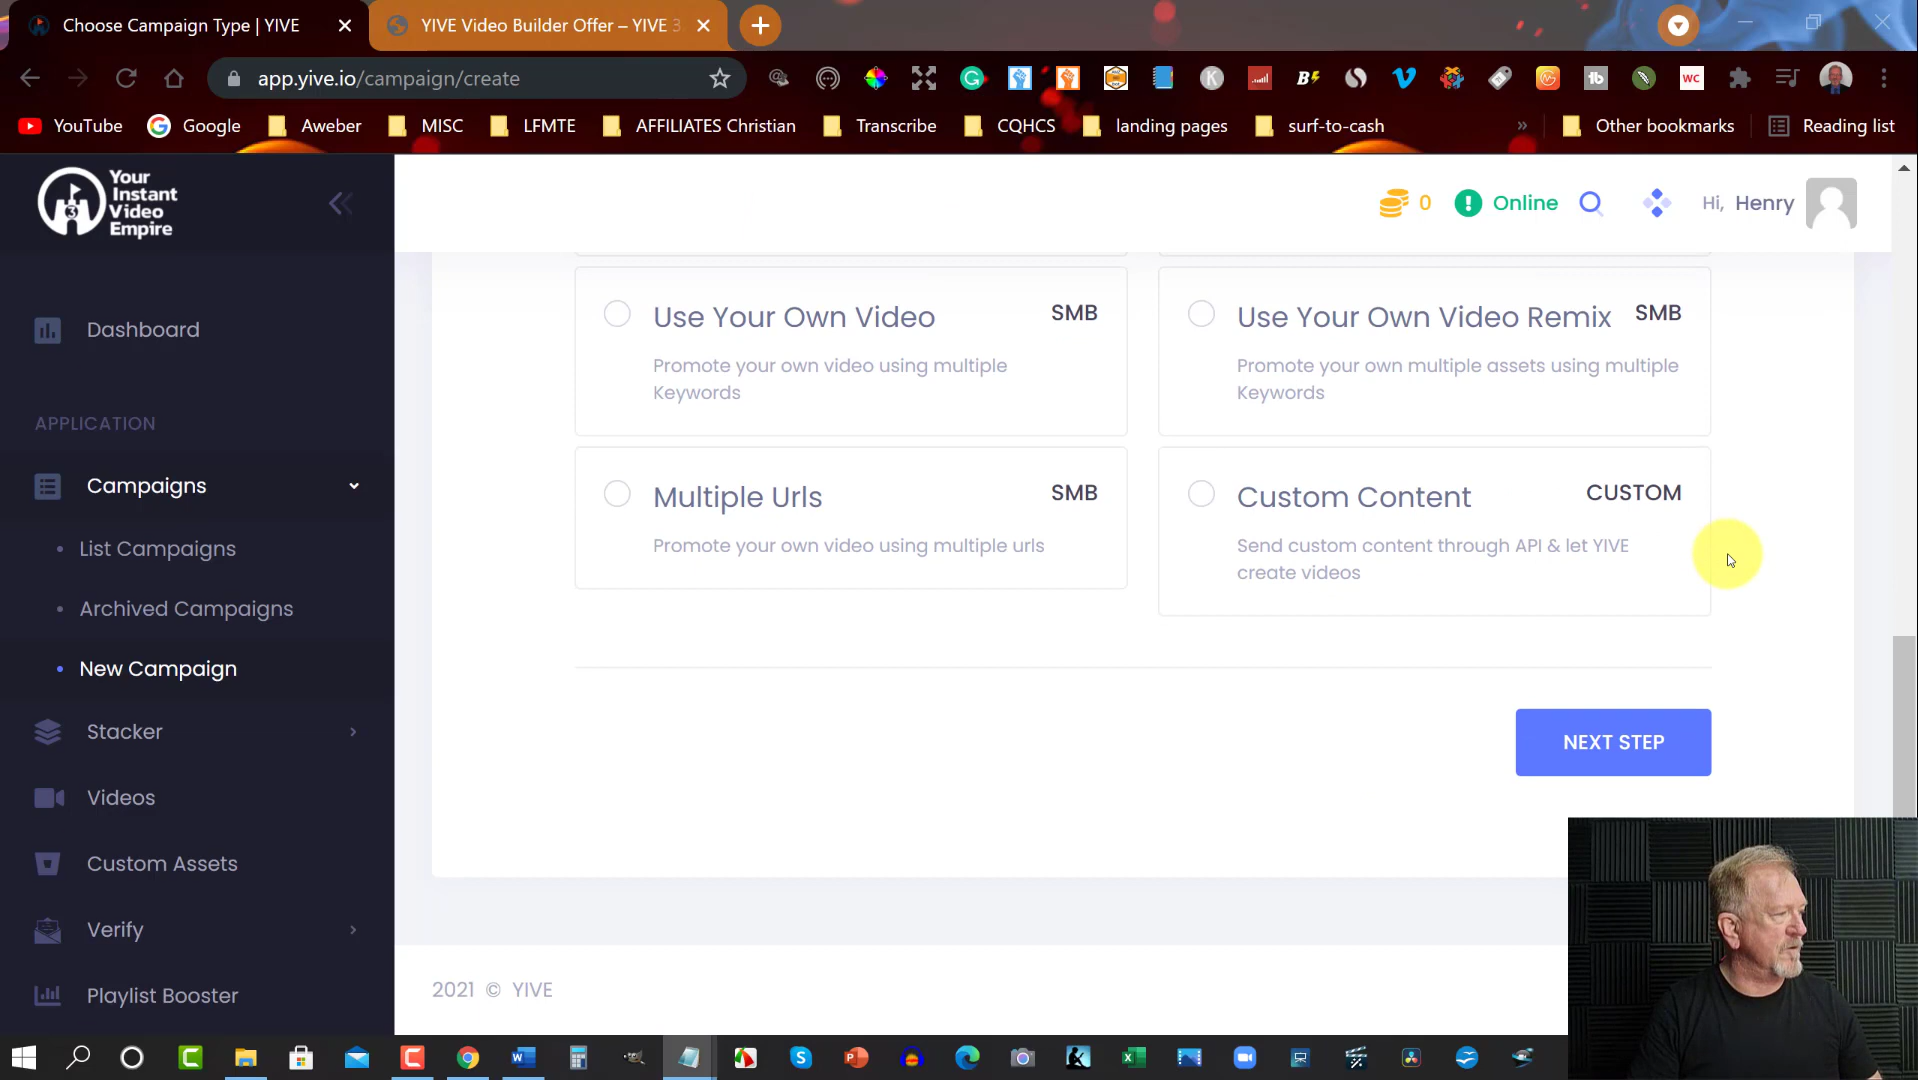 Choose Campaign Type | YIVE
YIVE Video Builder Offer – YIVE 3
app.yive.io/campaign/create
YouTube
Google
Aweber
MISC
LFMTE
AFFILIATES Christian
Transcribe
CQHCS
landing pages
surf-to-cash
»
Other bookmarks
Reading list
Your
Instant
Video
Empire
3
0
Online
Hi, Henry
Dashboard
APPLICATION
Campaigns
List Campaigns
Archived Campaigns
New Campaign
Stacker
Videos
Custom Assets
Verify
Playlist Booster
Use Your Own Video
SMB
Promote your own video using multiple
Keywords
Use Your Own Video Remix
SMB
Promote your own multiple assets using multiple
Keywords
Multiple Urls
SMB
Promote your own video using multiple urls
Custom Content
CUSTOM
Send custom content through API & let YIVE
create videos
NEXT STEP
2021 © YIVE